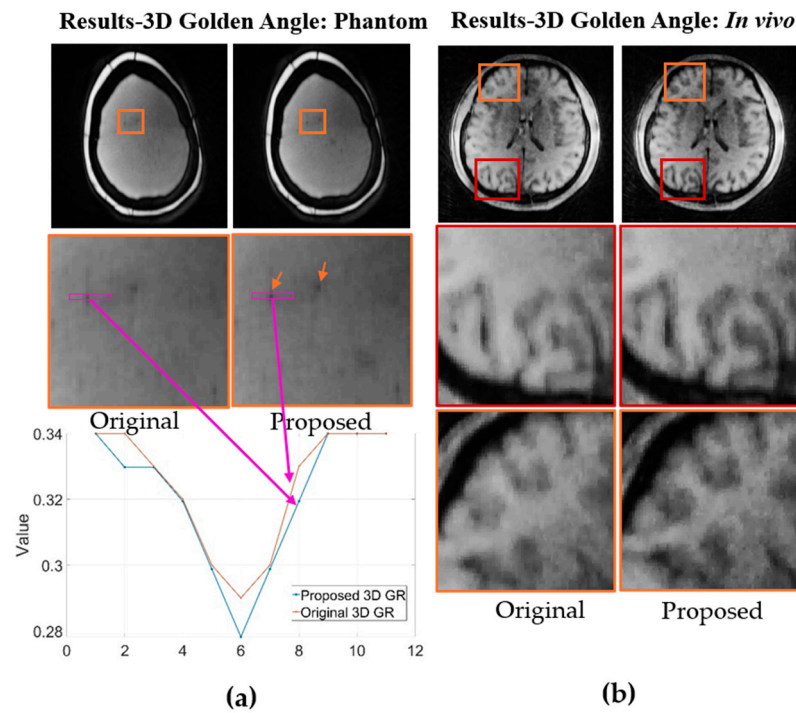 Results-3D Golden Angle: Phantom
Results-3D Golden Angle: In vivo
Original
Proposed
0.34
0.32
0.3
0.28
Value
Proposed 3D GR
Original 3D GR
0
2
4
6
8
10
12
Original
Proposed
(a)
(b)